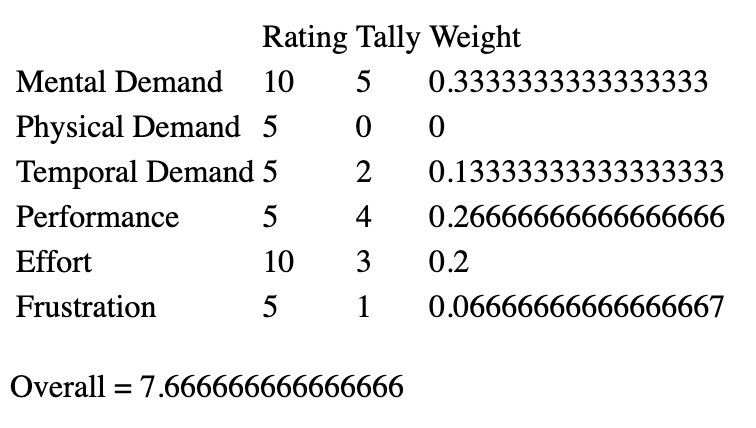 Rating Tally Weight
Mental Demand 10 5 0.3333333333333333
Physical Demand 5 0 0
Temporal Demand 5 2 0.13333333333333333
Performance 5 4 0.26666666666666666
Effort 10 3 0.2
Frustration 5 1 0.06666666666666667
Overall = 7.666666666666666